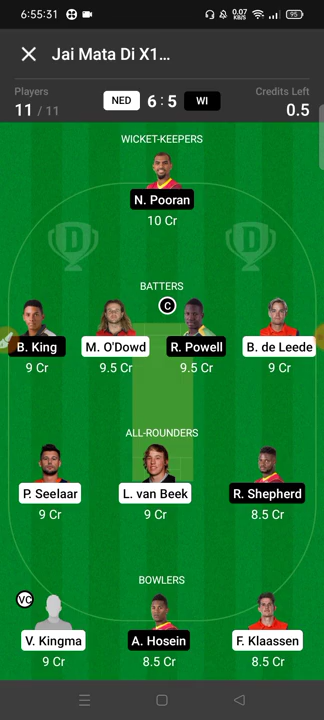 6:55:31
0.07
KB/S
95
Jai Mata Di X1…
Players
11 / 11
NED 6 : 5 WI
Credits Left
0.5
WICKET-KEEPERS
N. Pooran
10 Cr
D D
BATTERS
C
B. King M. O'Dowd R. Powell B. de Leede
9 Cr 9.5 Cr 9.5 Cr 9 Cr
ALL-ROUNDERS
P. Seelaar L. van Beek R. Shepherd
9 Cr 9 Cr 8.5 Cr
BOWLERS
VC
V. Kingma A. Hosein F. Klaassen
9 Cr 8.5 Cr 8.5 Cr